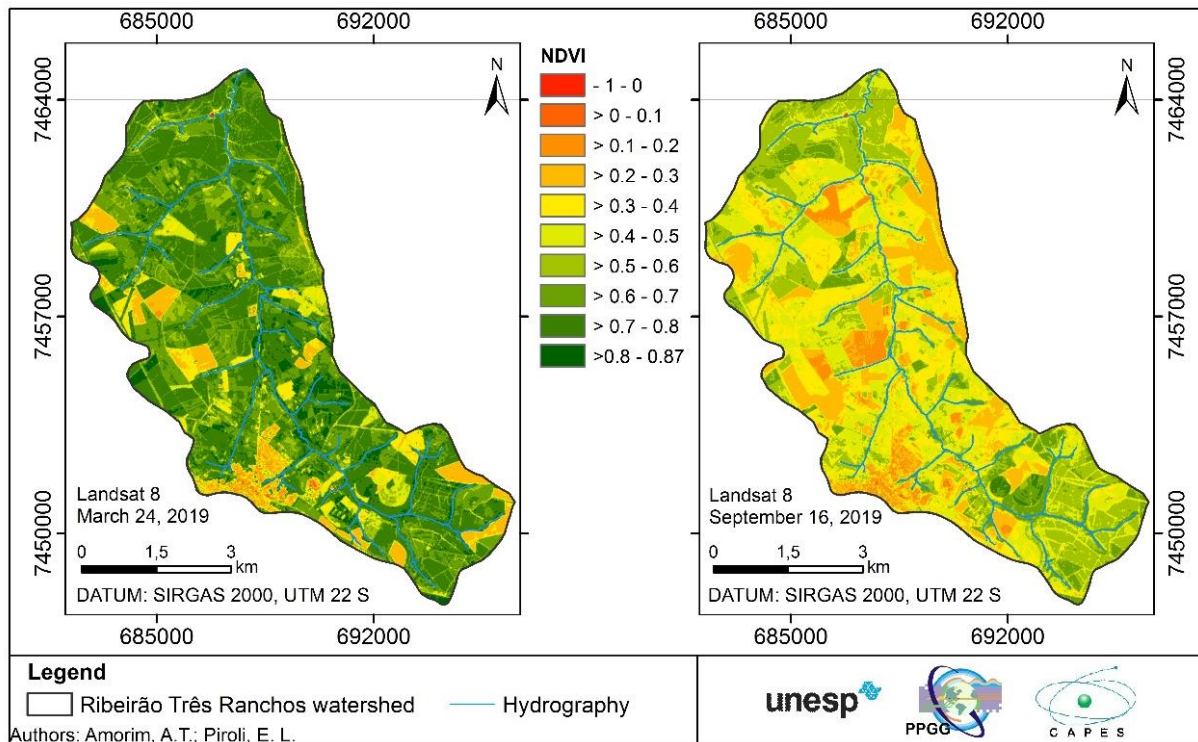 685000 692000 685000 692000
7464000
7457000
7450000
NDVI
- 1 - 0
> 0 - 0.1
> 0.1 - 0.2
> 0.2 - 0.3
> 0.3 - 0.4
> 0.4 - 0.5
> 0.5 - 0.6
> 0.6 - 0.7
> 0.7 - 0.8
>0.8 - 0.87
N
N
7464000
7457000
7450000
Landsat 8
March 24, 2019
0 1,5 3
km
DATUM: SIRGAS 2000, UTM 22 S
Landsat 8
September 16, 2019
0 1,5 3
km
DATUM: SIRGAS 2000, UTM 22 S
685000 692000 685000 692000
Legend
Ribeirão Três Ranchos watershed Hydrography
Authors: Amorim, A.T.; Piroli, E. L.
unesp
PPGG
CAPES